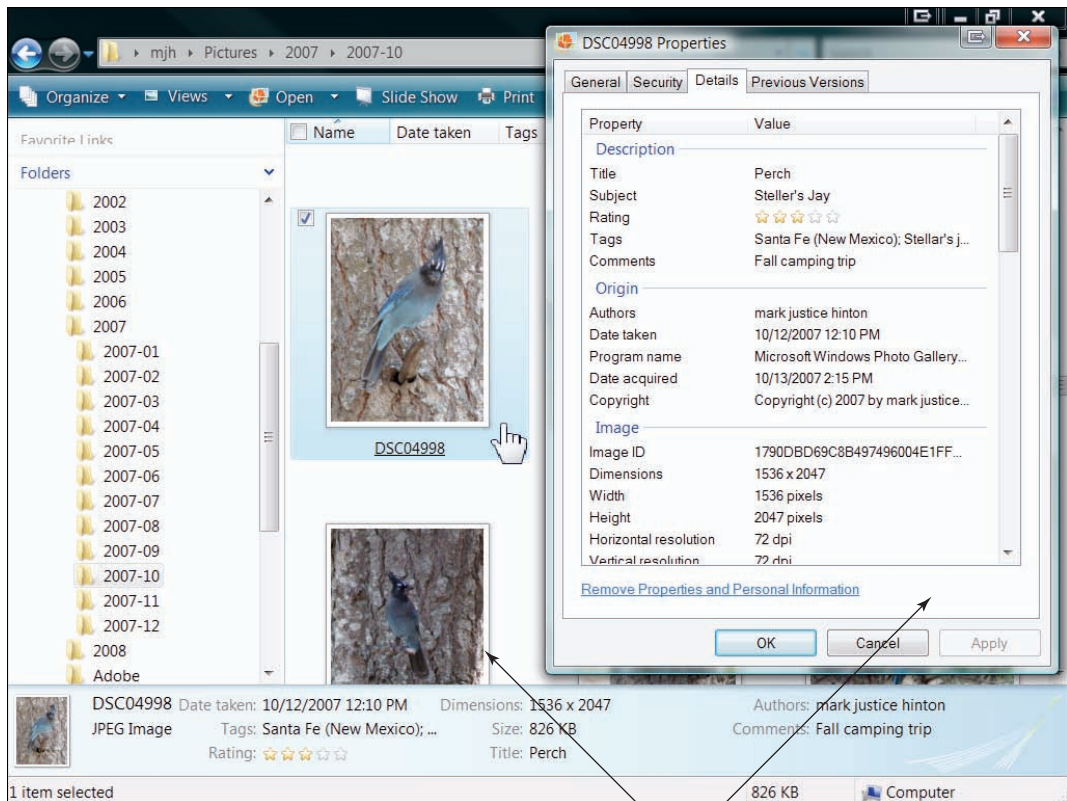 mjh ▸ Pictures ▸ 2007 ▸ 2007-10
Organize Views Open Slide Show Print
Favorite Links
Folders
2002
2003
2004
2005
2006
2007
2007-01
2007-02
2007-03
2007-04
2007-05
2007-06
2007-07
2007-08
2007-09
2007-10
2007-11
2007-12
2008
Adobe
Name Date taken Tags
DSC04998
DSC04998 Properties
General Security Details Previous Versions
Property Value
Description
Title Perch
Subject Steller's Jay
Rating
Tags Santa Fe (New Mexico); Stellar's j...
Comments Fall camping trip
Origin
Authors mark justice hinton
Date taken 10/12/2007 12:10 PM
Program name Microsoft Windows Photo Gallery...
Date acquired 10/13/2007 2:15 PM
Copyright Copyright (c) 2007 by mark justice...
Image
Image ID 1790DBD69C8B497496004E1FF...
Dimensions 1536 x 2047
Width 1536 pixels
Height 2047 pixels
Horizontal resolution 72 dpi
Vertical resolution 72 dpi
Remove Properties and Personal Information
OK Cancel Apply
DSC04998 Date taken: 10/12/2007 12:10 PM Dimensions: 1536 x 2047 Authors: mark justice hinton
JPEG Image Tags: Santa Fe (New Mexico); ... Size: 826 KB Comments: Fall camping trip
Rating: Title: Perch
1 item selected 826 KB Computer